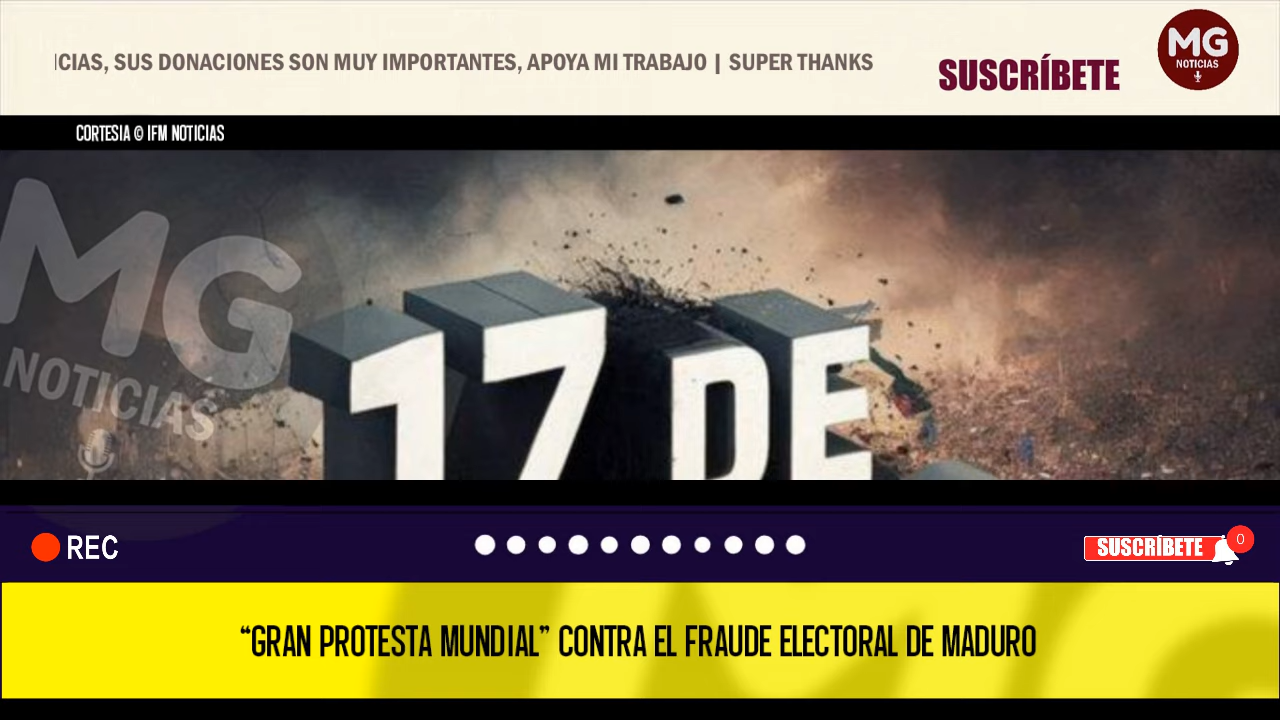 ICIAS, SUS DONACIONES SON MUY IMPORTANTES, APOYA MI TRABAJO | SUPER THANKS
SUSCRÍBETE
MG
NOTICIAS
CORTESIA © IFM NOTICIAS
MG
NOTICIAS
17 DE
REC
SUSCRÍBETE
0
“GRAN PROTESTA MUNDIAL” CONTRA EL FRAUDE ELECTORAL DE MADURO